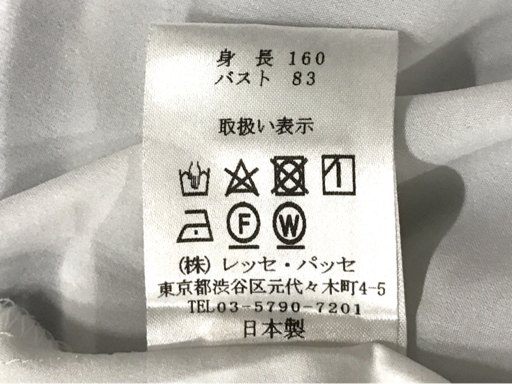 身 長 160
バスト 83
取扱い表示
F W
(株) レッセ・パッセ
東京都渋谷区元代々木町4-5
TEL03-5790-7201
日本製